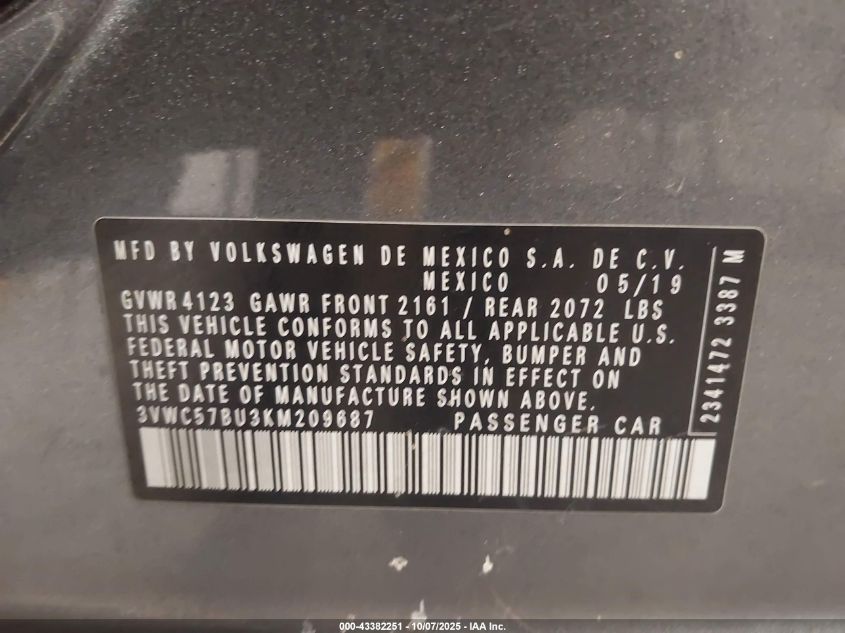 MFD BY VOLKSWAGEN DE MEXICO S.A. DE C.V.
MEXICO 05/19
GVWR 4123 GAWR FRONT 2161 / REAR 2072 LBS
THIS VEHICLE CONFORMS TO ALL APPLICABLE U.S.
FEDERAL MOTOR VEHICLE SAFETY, BUMPER AND
THEFT PREVENTION STANDARDS IN EFFECT ON
THE DATE OF MANUFACTURE SHOWN ABOVE.
3VWC57BU3KM209687 PASSENGER CAR
2341472 3387 M
000-43382251 - 10/07/2025 - IAA Inc.